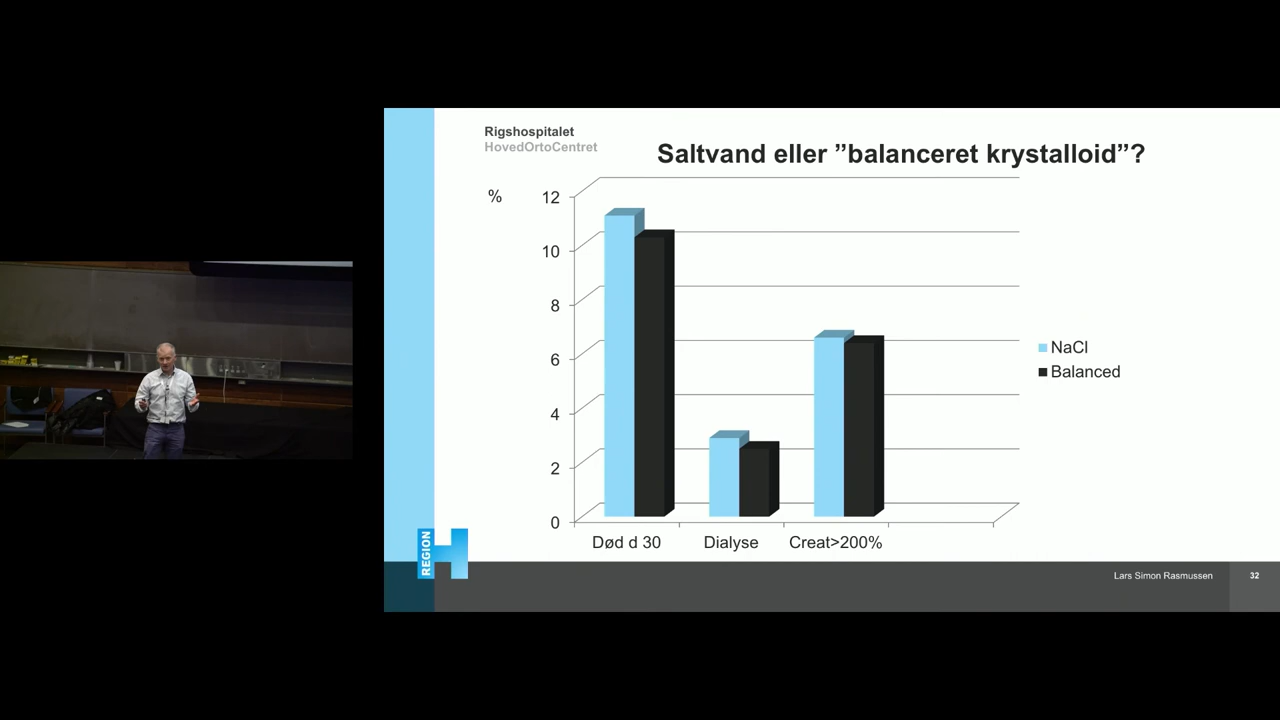 Rigshospitalet
HovedOrtoCentret
Saltvand eller ”balanceret krystalloid”?
%
12
10
8
6
4
2
0
Død d 30
Dialyse
Creat>200%
NaCl
Balanced
REGION
Lars Simon Rasmussen
32